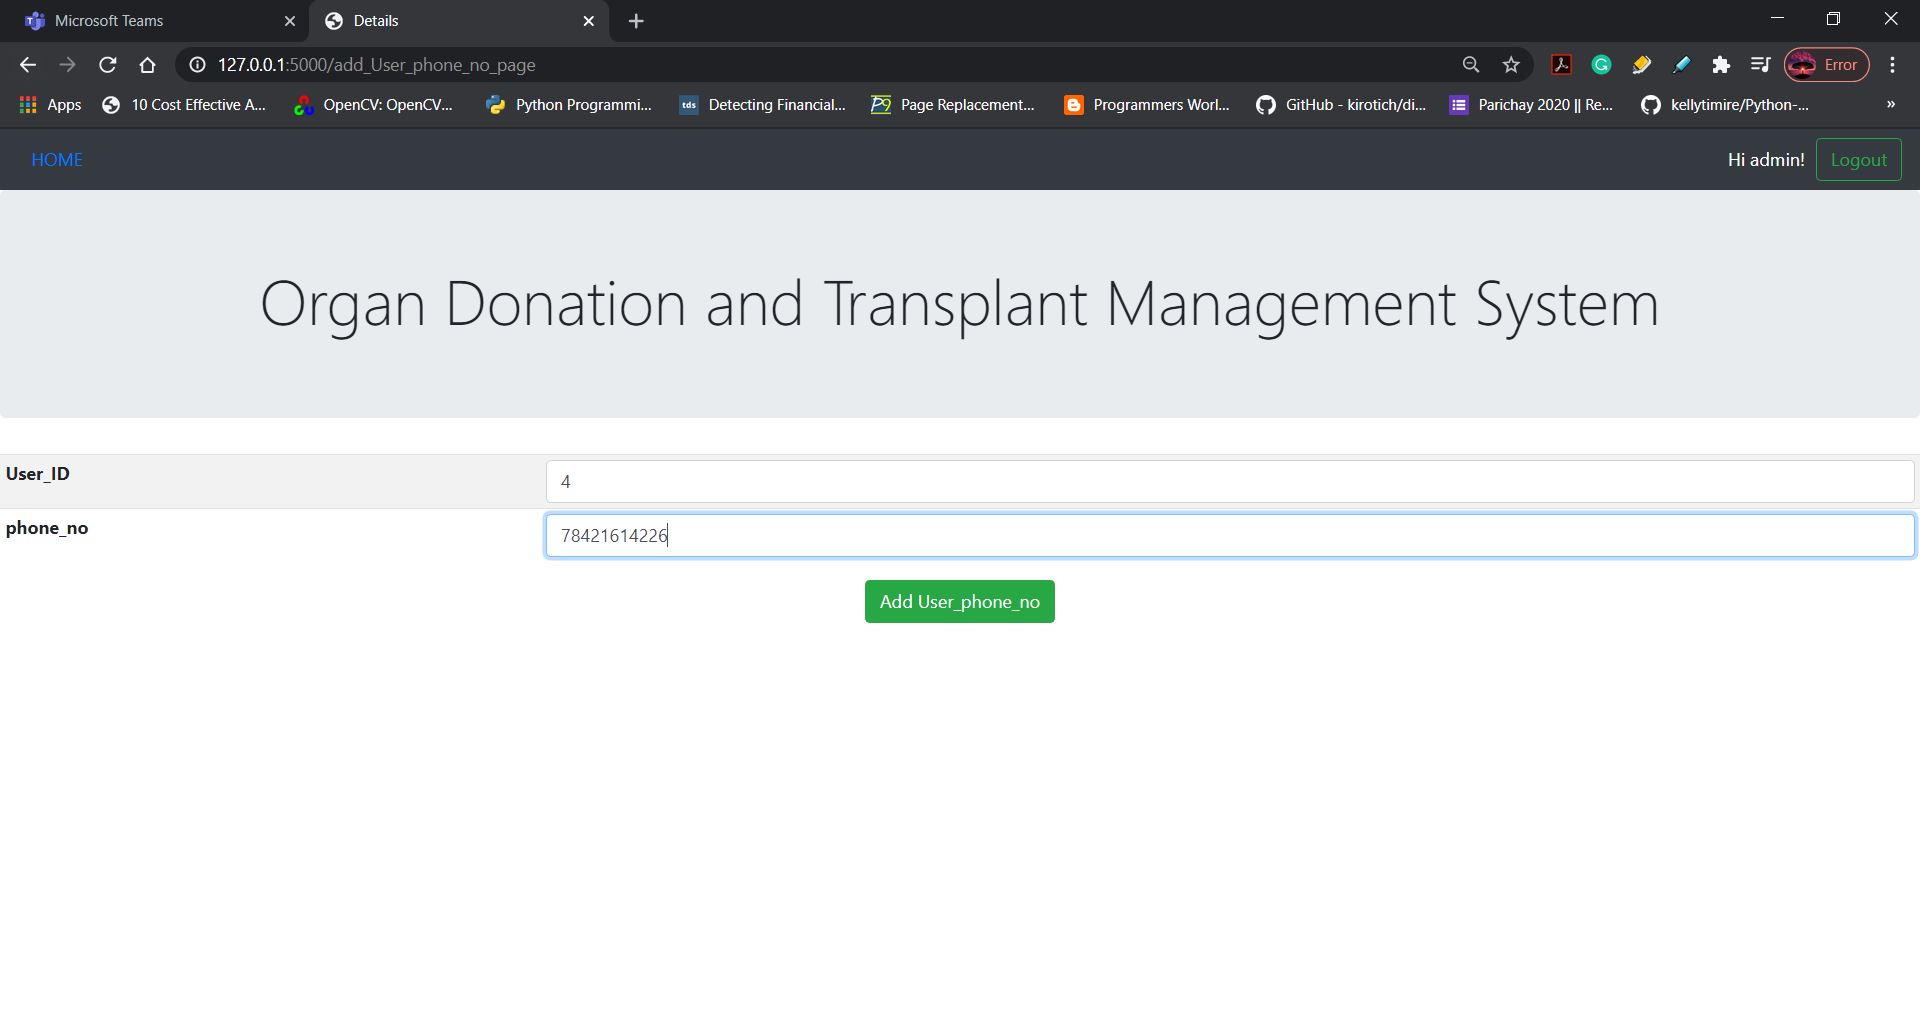 Microsoft Teams
Details
127.0.0.1:5000/add_User_phone_no_page
Error
Apps
10 Cost Effective A...
OpenCV: OpenCV...
Python Programmi...
tds
Detecting Financial...
P9
Page Replacement...
Programmers Worl...
GitHub - kirotich/di...
Parichay 2020 || Re...
kellytimire/Python-...
»
HOME
Hi admin!
Logout
Organ Donation and Transplant Management System
User_ID
4
phone_no
78421614226
Add User_phone_no